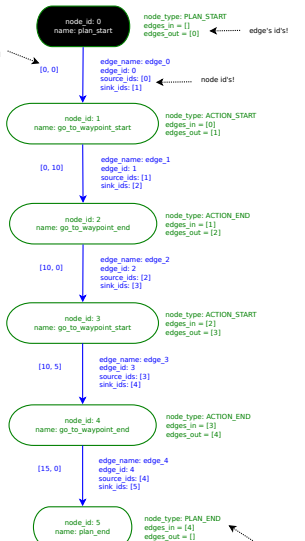 node_id: 0
name: plan_start
node_type: PLAN_START
edges_in = []
edges_out = [0]
edge's id's!
[0, 0]
edge_name: edge_0
edge_id: 0
source_ids: [0]
sink_ids: [1]
node id's!
node_id: 1
name: go_to_waypoint_start
node_type: ACTION_START
edges_in = [0]
edges_out = [1]
[0, 10]
edge_name: edge_1
edge_id: 1
source_ids: [1]
sink_ids: [2]
node_id: 2
name: go_to_waypoint_end
node_type: ACTION_END
edges_in = [1]
edges_out = [2]
[10, 0]
edge_name: edge_2
edge_id: 2
source_ids: [2]
sink_ids: [3]
node_id: 3
name: go_to_waypoint_start
node_type: ACTION_START
edges_in = [2]
edges_out = [3]
[10, 5]
edge_name: edge_3
edge_id: 3
source_ids: [3]
sink_ids: [4]
node_id: 4
name: go_to_waypoint_end
node_type: ACTION_END
edges_in = [3]
edges_out = [4]
[15, 0]
edge_name: edge_4
edge_id: 4
source_ids: [4]
sink_ids: [5]
node_id: 5
name: plan_end
node_type: PLAN_END
edges_in = [4]
edges_out = []